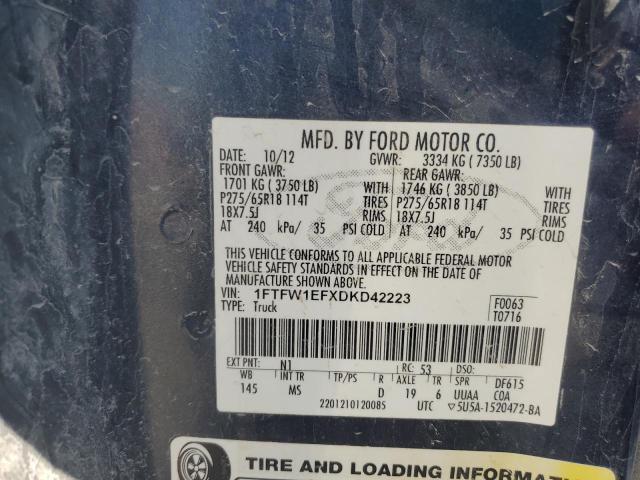 MFD. BY FORD MOTOR CO.
DATE: 10/12 GVWR: 3334 KG ( 7350 LB)
FRONT GAWR: REAR GAWR:
1701 KG ( 3750 LB) WITH 1746 KG ( 3850 LB) WITH
P275/65R18 114T TIRES P275/65R18 114T TIRES
18X7.5J RIMS 18X7.5J RIMS
AT 240 kPa/ 35 PSI COLD AT 240 kPa/ 35 PSI COLD
THIS VEHICLE CONFORMS TO ALL APPLICABLE FEDERAL MOTOR
VEHICLE SAFETY STANDARDS IN EFFECT ON THE DATE OF
MANUFACTURE SHOWN ABOVE.
VIN: 1FTFW1EFXDKD42223 F0063
TYPE: Truck T0716
EXT PNT: N1 RC: 53 DSO:
WB INT TR TP/PS R AXLE TR SPR DF615
145 MS D 19 6 UUAA COA
2201210120085 UTC ▽5U5A-1520472-BA
TIRE AND LOADING INFORMATI